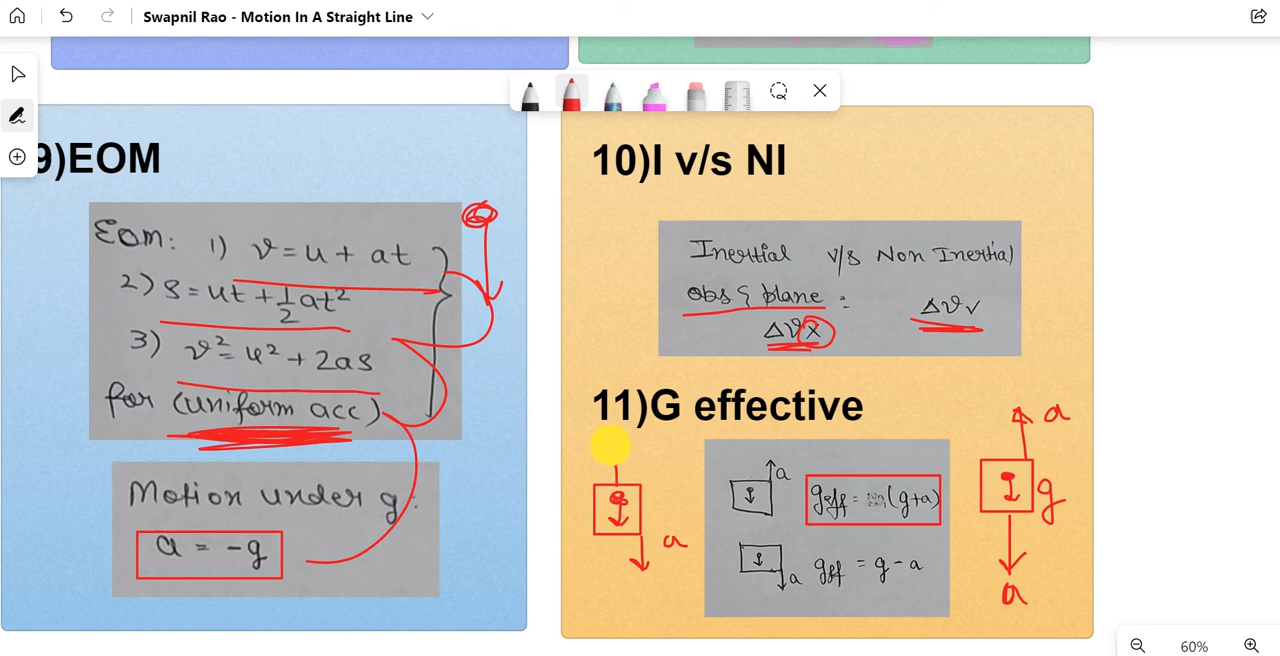 Swapnil Rao - Motion In A Straight Line
9)EOM
Eom: 1) v = u + at
2) s = ut + 1/2 at²
3) v² = u² + 2as
for (uniform acc)
Motion under g:
a = -g
10)I v/s NI
Inertial v/s Non Inertial
obs & plane :
Δv x Δv✓
11)G effective
a
g
a
a
a geff = (g+a)
a geff = g - a
60%